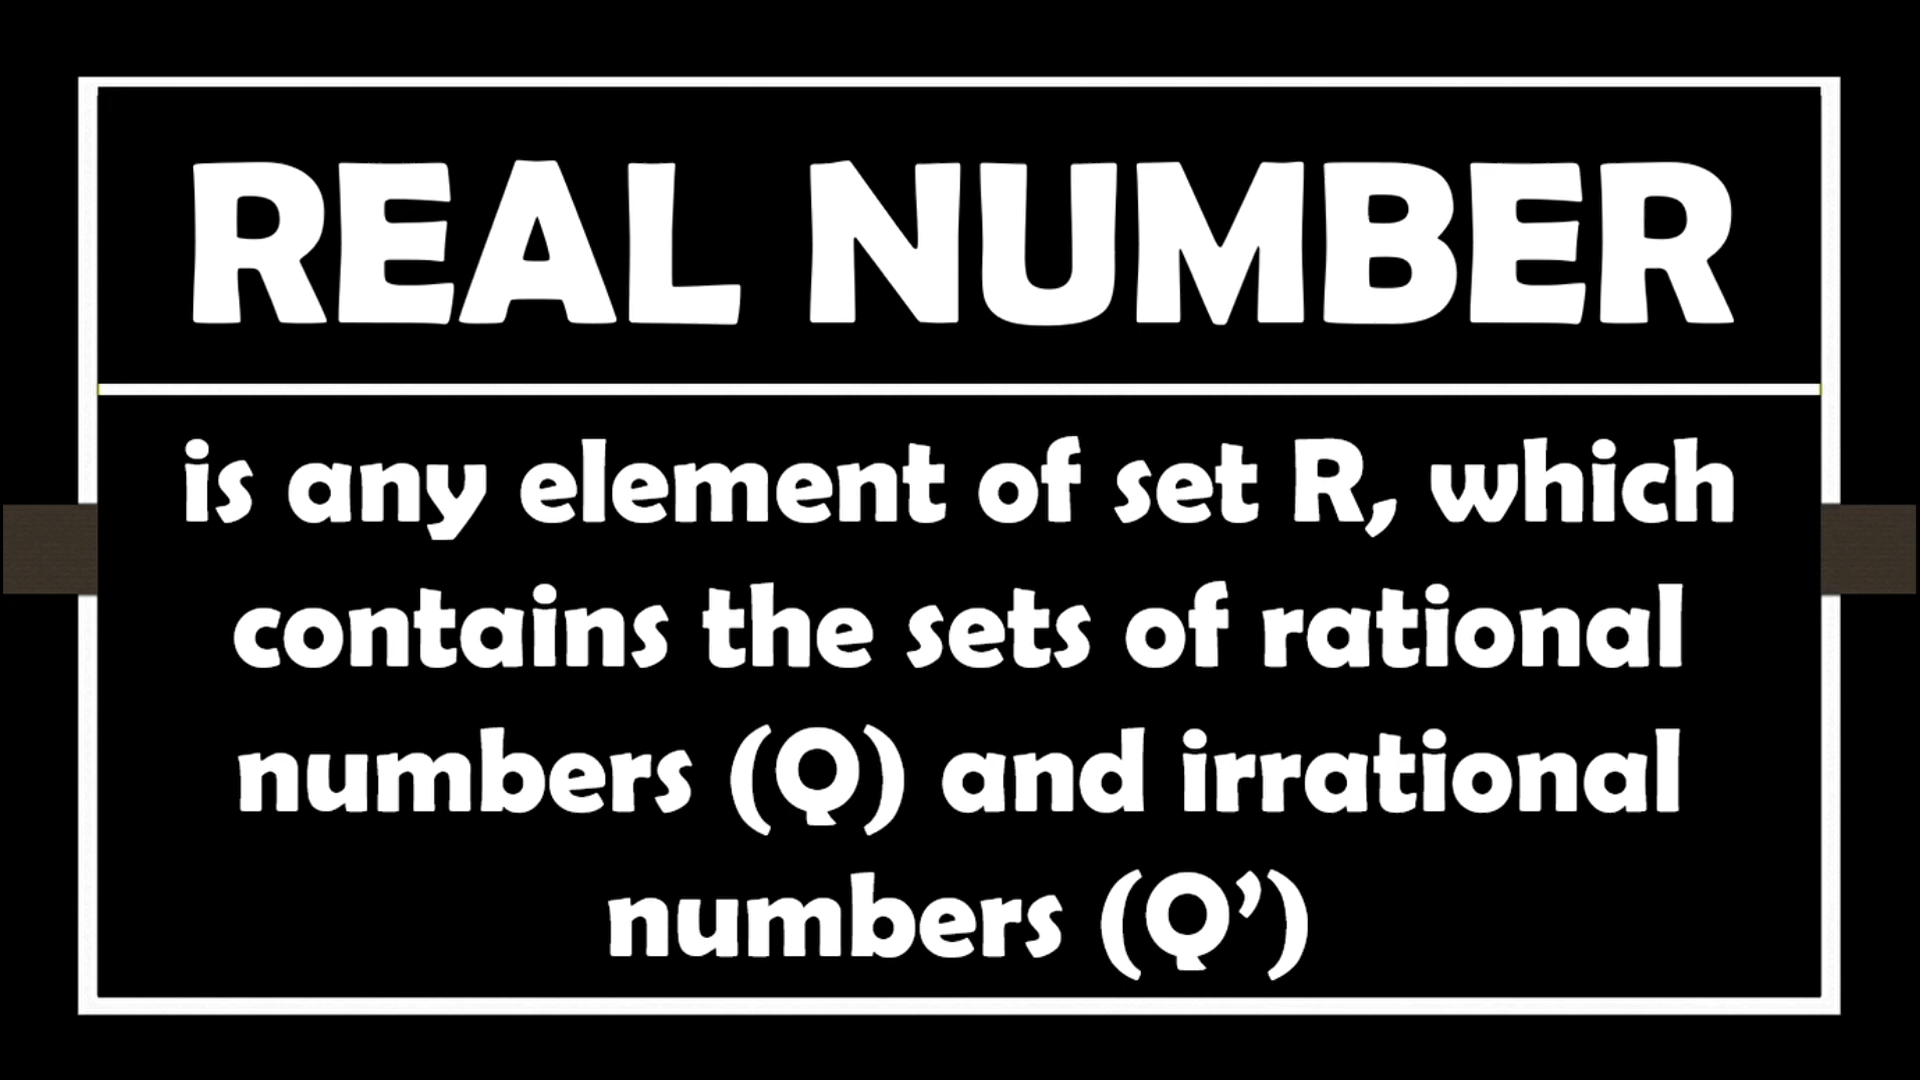 REAL NUMBER
is any element of set R, which
contains the sets of rational
numbers (Q) and irrational
numbers (Q’)